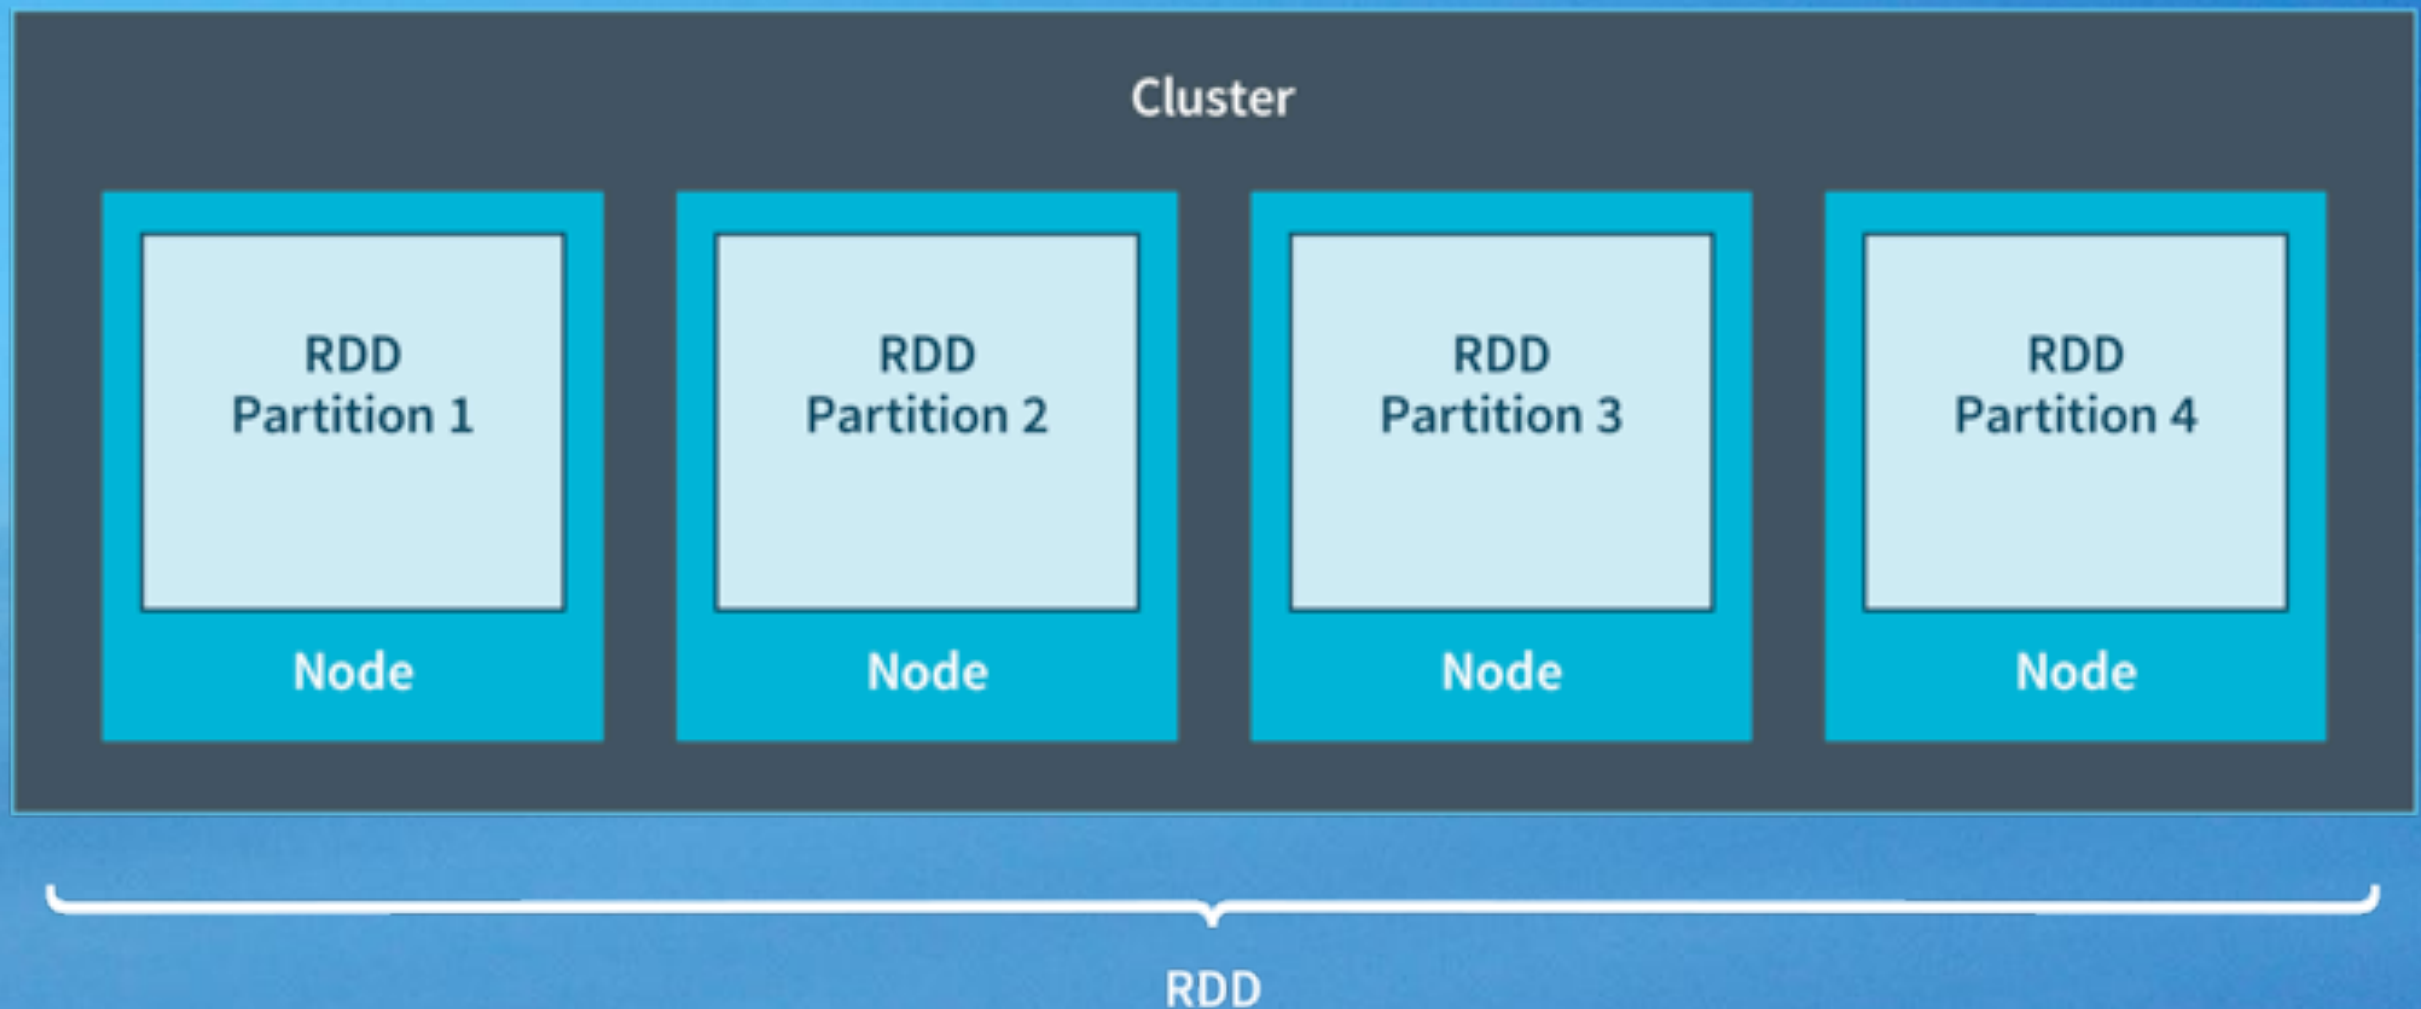 Cluster
RDD
Partition 1
Node
RDD
Partition 2
Node
RDD
Partition 3
Node
RDD
Partition 4
Node
RDD